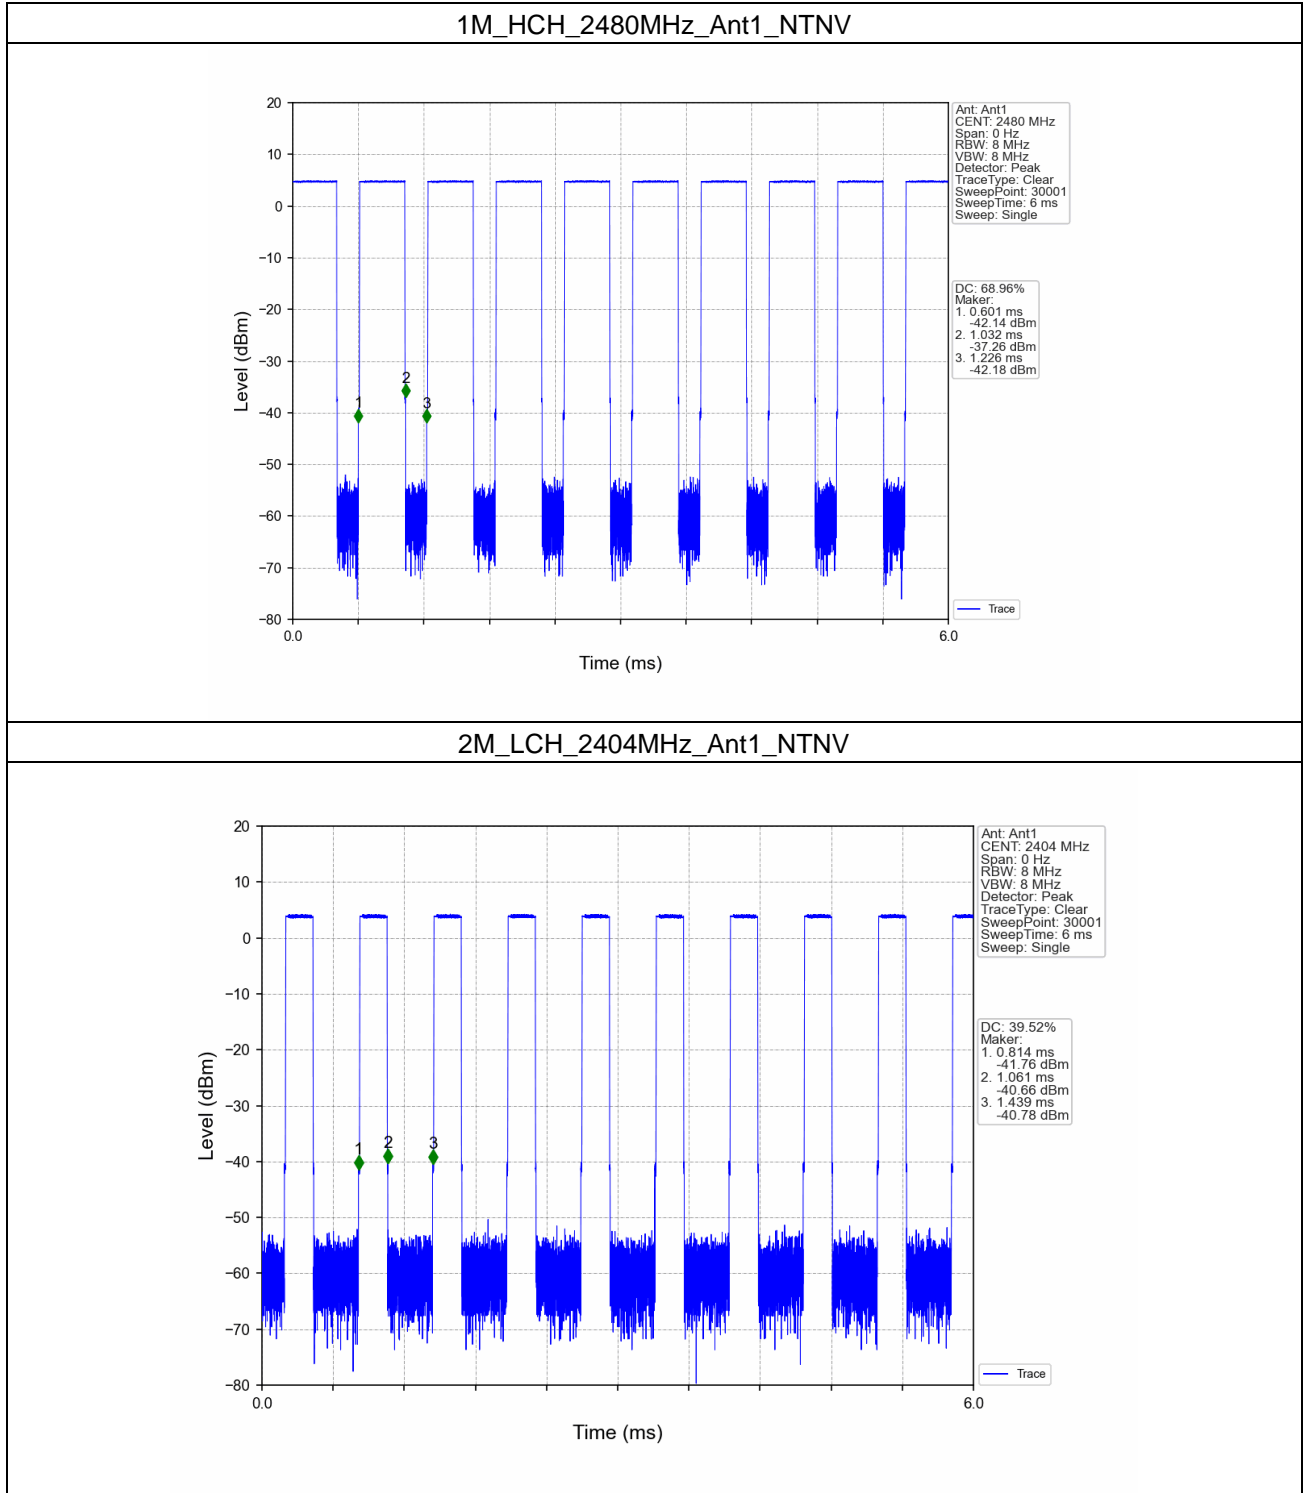 1M_HCH_2480MHz_Ant1_NTNV
20
10
0
−10
−20
−30
−40
−50
−60
−70
−80
Level (dBm)
0.0
6.0
Time (ms)
1
2
3
Ant: Ant1
CENT: 2480 MHz
Span: 0 Hz
RBW: 8 MHz
VBW: 8 MHz
Detector: Peak
TraceType: Clear
SweepPoint: 30001
SweepTime: 6 ms
Sweep: Single
DC: 68.96%
Maker:
1. 0.601 ms
-42.14 dBm
2. 1.032 ms
-37.26 dBm
3. 1.226 ms
-42.18 dBm
Trace
2M_LCH_2404MHz_Ant1_NTNV
20
10
0
−10
−20
−30
−40
−50
−60
−70
−80
Level (dBm)
0.0
6.0
Time (ms)
1
2
3
Ant: Ant1
CENT: 2404 MHz
Span: 0 Hz
RBW: 8 MHz
VBW: 8 MHz
Detector: Peak
TraceType: Clear
SweepPoint: 30001
SweepTime: 6 ms
Sweep: Single
DC: 39.52%
Maker:
1. 0.814 ms
-41.76 dBm
2. 1.061 ms
-40.66 dBm
3. 1.439 ms
-40.78 dBm
Trace